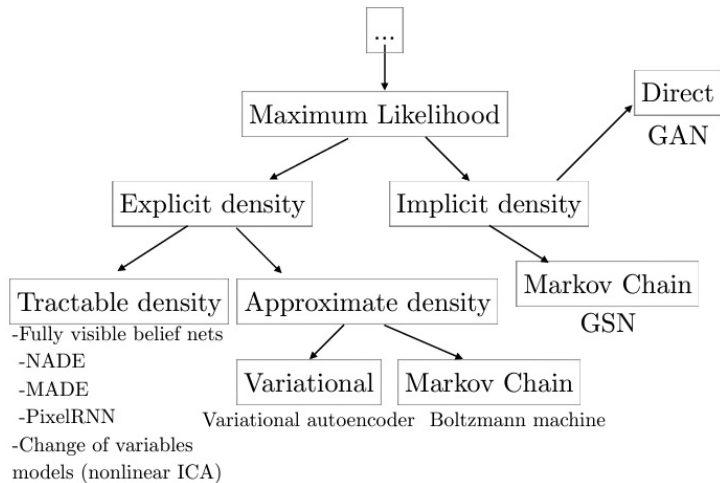 ...
Maximum Likelihood
Direct
GAN
Explicit density
Implicit density
Tractable density
-Fully visible belief nets
-NADE
-MADE
-PixelRNN
-Change of variables
models (nonlinear ICA)
Approximate density
Variational
Variational autoencoder
Markov Chain
Boltzmann machine
Markov Chain
GSN